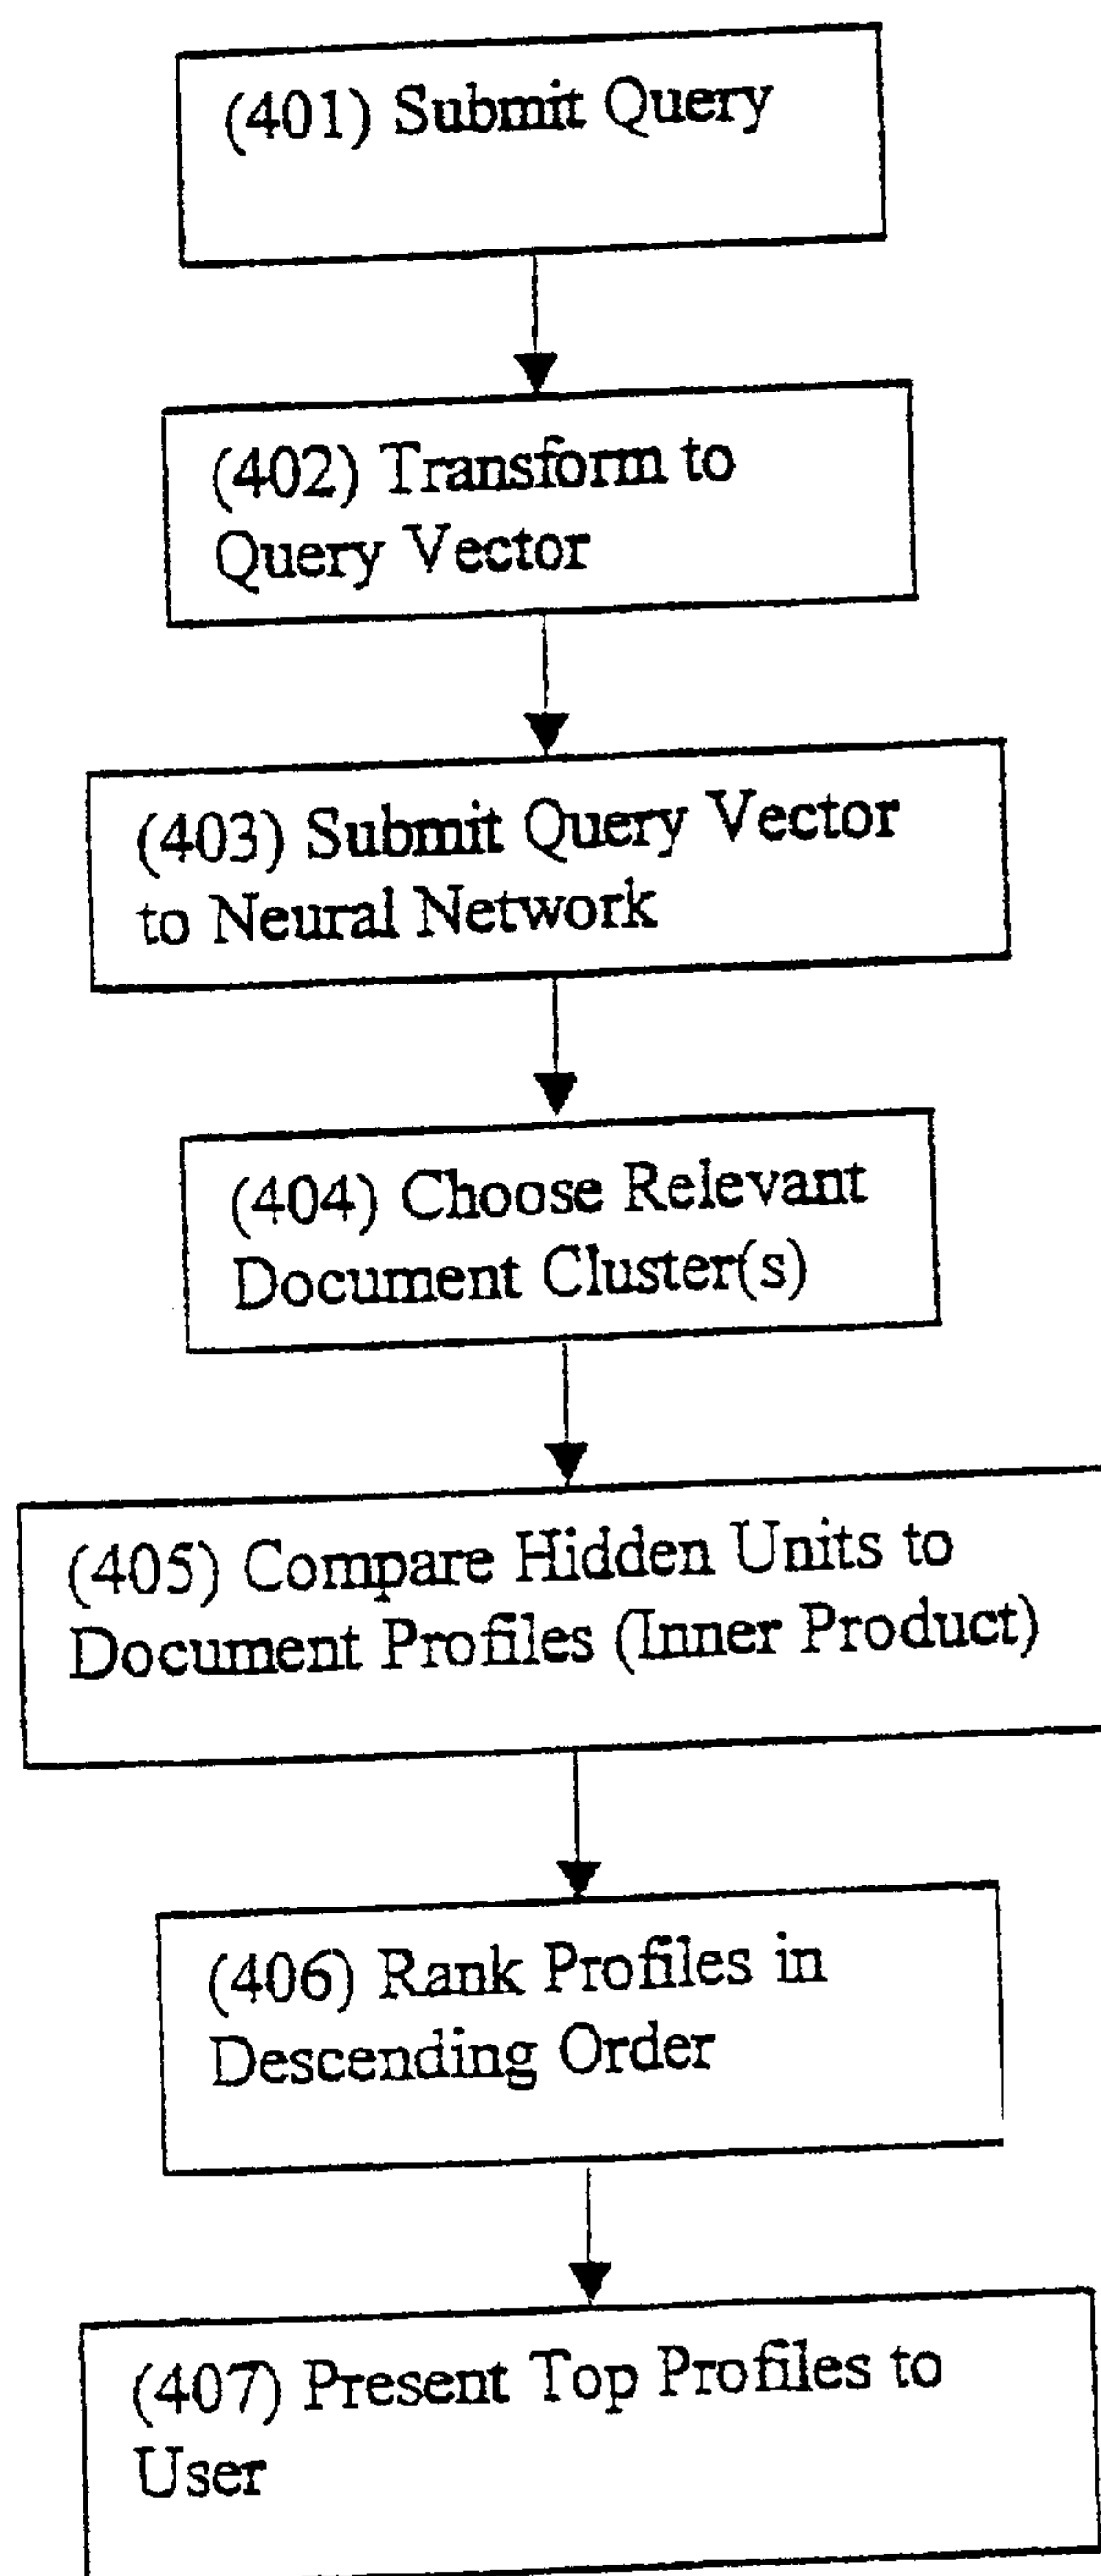 (401) Submit Query
(402) Transform to
Query Vector
(403) Submit Query Vector
to Neural Network
(404) Choose Relevant
Document Cluster(s)
(405) Compare Hidden Units to
Document Profiles (Inner Product)
(406) Rank Profiles in
Descending Order
(407) Present Top Profiles to
User